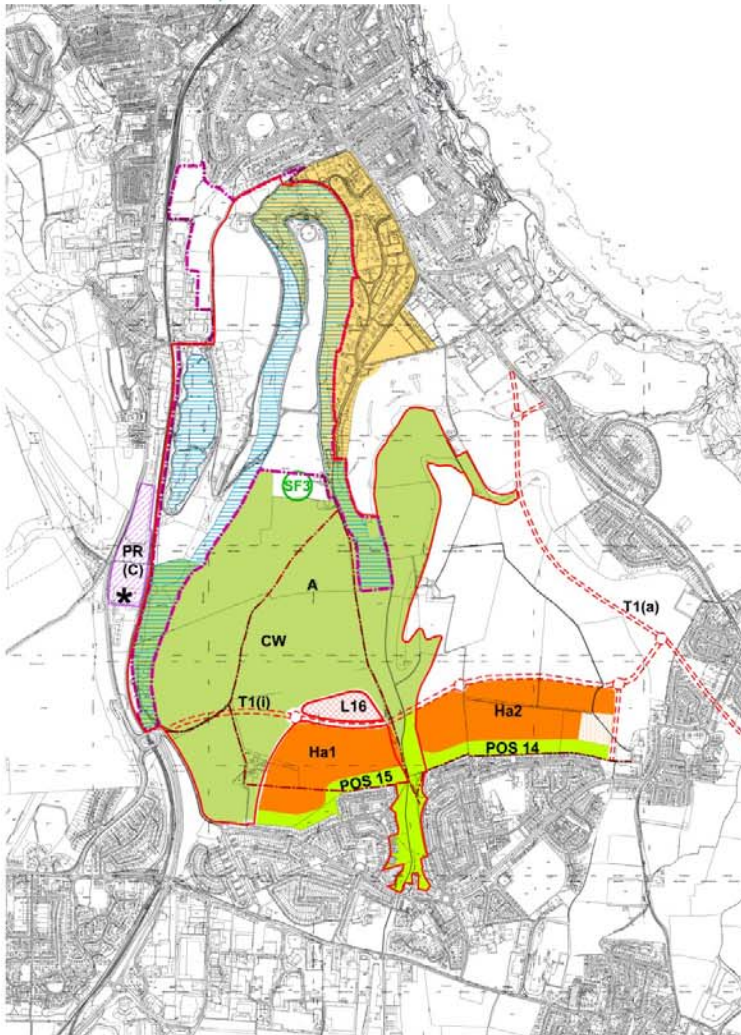 SF3
PR
(C)
*
A
T1(a)
CW
T1(i)
L16
Ha2
Ha1
POS 14
POS 15